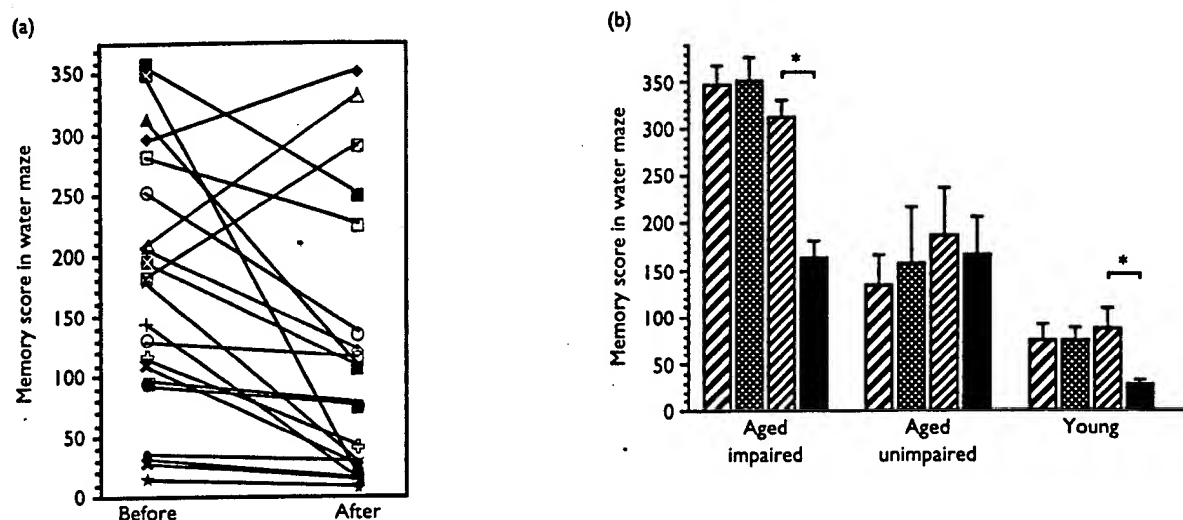 (a)
Memory score in water maze
350
300
250
200
150
100
50
0
Before
After
(b)
Memory score in water maze
350
300
250
200
150
100
50
0
*
*
Aged
impaired
Aged
unimpaired
Young